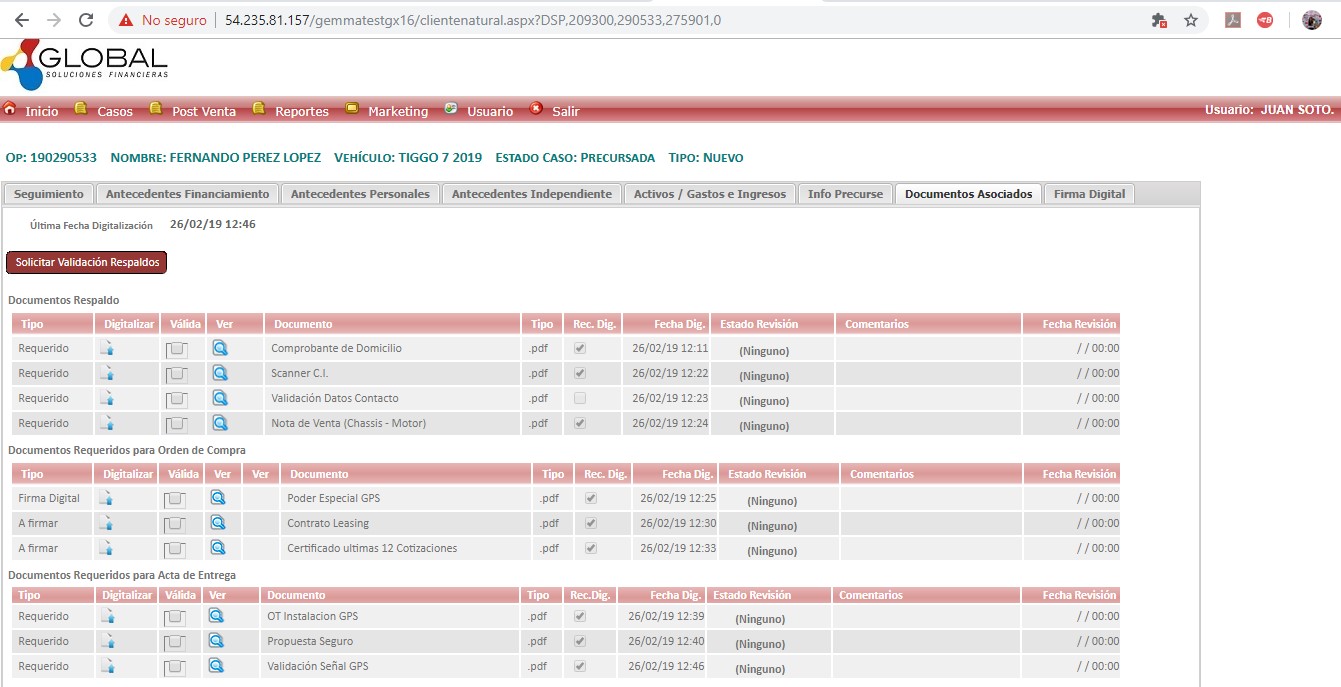 No seguro | 54.235.81.157/gemmatestgx16/clientenatural.aspx?DSP,209300,290533,275901,0
GLOBAL
SOLUCIONES FINANCIERAS
Inicio Casos Post Venta Reportes Marketing Usuario Salir Usuario: JUAN SOTO.
OP: 190290533 NOMBRE: FERNANDO PEREZ LOPEZ VEHÍCULO: TIGGO 7 2019 ESTADO CASO: PRECURSADA TIPO: NUEVO
Seguimiento Antecedentes Financiamiento Antecedentes Personales Antecedentes Independiente Activos / Gastos e Ingresos Info Precurse Documentos Asociados Firma Digital
Última Fecha Digitalización 26/02/19 12:46
Solicitar Validación Respaldos
Documentos Respaldo
Tipo Digitalizar Válida Ver Documento Tipo Rec. Dig. Fecha Dig. Estado Revisión Comentarios Fecha Revisión
Requerido Comprobante de Domicilio .pdf 26/02/19 12:11 (Ninguno) / / 00:00
Requerido Scanner C.I. .pdf 26/02/19 12:22 (Ninguno) / / 00:00
Requerido Validación Datos Contacto .pdf 26/02/19 12:23 (Ninguno) / / 00:00
Requerido Nota de Venta (Chassis - Motor) .pdf 26/02/19 12:24 (Ninguno) / / 00:00
Documentos Requeridos para Orden de Compra
Tipo Digitalizar Válida Ver Ver Documento Tipo Rec. Dig. Fecha Dig. Estado Revisión Comentarios Fecha Revisión
Firma Digital Poder Especial GPS .pdf 26/02/19 12:25 (Ninguno) / / 00:00
A firmar Contrato Leasing .pdf 26/02/19 12:30 (Ninguno) / / 00:00
A firmar Certificado ultimas 12 Cotizaciones .pdf 26/02/19 12:33 (Ninguno) / / 00:00
Documentos Requeridos para Acta de Entrega
Tipo Digitalizar Válida Ver Documento Tipo Rec.Dig. Fecha Dig. Estado Revisión Comentarios Fecha Revisión
Requerido OT Instalacion GPS .pdf 26/02/19 12:39 (Ninguno) / / 00:00
Requerido Propuesta Seguro .pdf 26/02/19 12:40 (Ninguno) / / 00:00
Requerido Validación Señal GPS .pdf 26/02/19 12:46 (Ninguno) / / 00:00